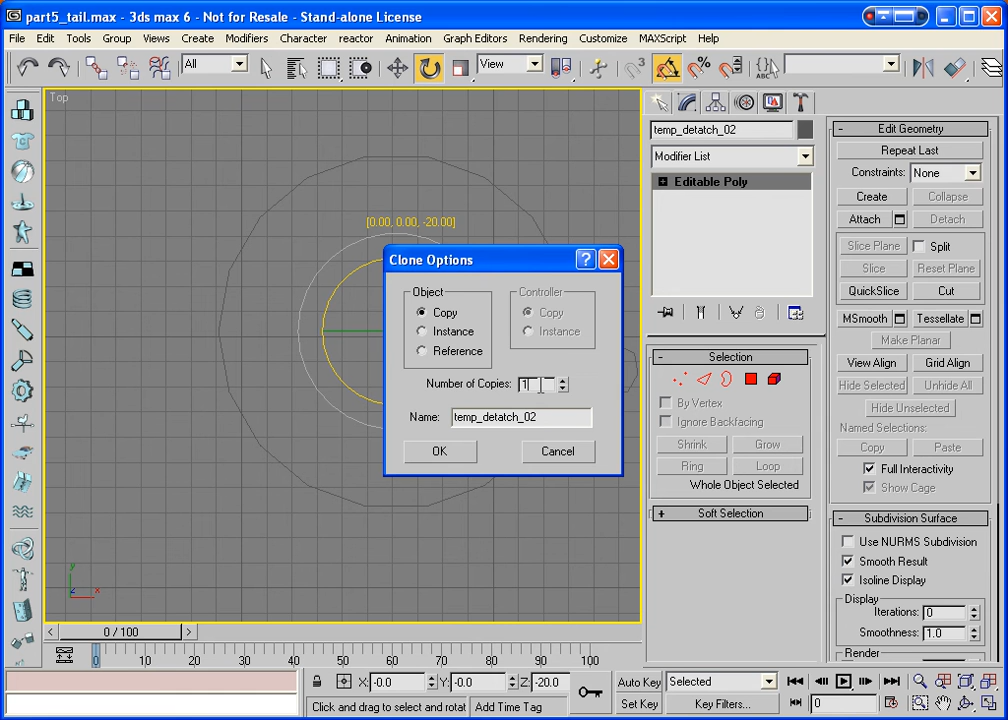 part5_tail.max - 3ds max 6 - Not for Resale - Stand-alone License
File Edit Tools Group Views Create Modifiers Character reactor Animation Graph Editors Rendering Customize MAXScript Help
All View
Top
[0.00, 0.00, -20.00]
Clone Options
Object
Copy
Instance
Reference
Controller
Copy
Instance
Number of Copies: 1
Name: temp_detatch_02
OK Cancel
temp_detatch_02
Modifier List
Editable Poly
Selection
By Vertex
Ignore Backfacing
Shrink Grow
Ring Loop
Whole Object Selected
Soft Selection
Edit Geometry
Repeat Last
Constraints: None
Create Collapse
Attach Detach
Slice Plane Split
Slice Reset Plane
QuickSlice Cut
MSmooth Tessellate
Make Planar
View Align Grid Align
Hide Selected Unhide All
Hide Unselected
Named Selections:
Copy Paste
Full Interactivity
Show Cage
Subdivision Surface
Use NURMS Subdivision
Smooth Result
Isoline Display
Display
Iterations: 0
Smoothness: 1.0
Render
y
z
x
0 / 100
0 10 20 30 40 50 60 70 80 90 100
X: -0.0 Y: -0.0 Z: -20.0
Auto Key Selected
Click and drag to select and rotat Add Time Tag
Set Key Key Filters... 0